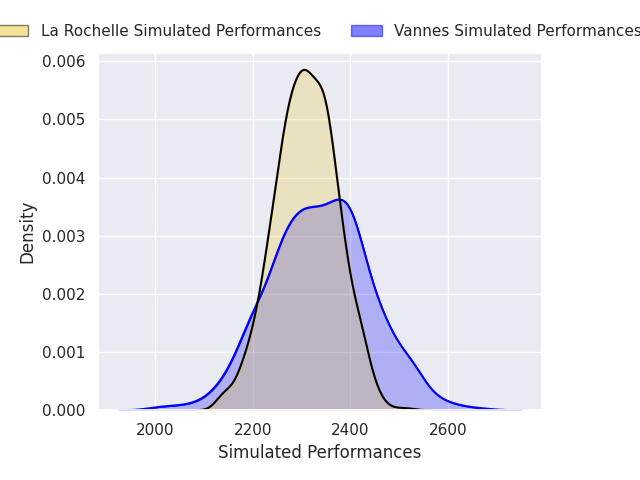 La Rochelle Simulated Performances Vannes Simulated Performances
0.006
0.005
0.004
0.003
0.002
0.001
0.000
Density
2000 2200 2400 2600
Simulated Performances